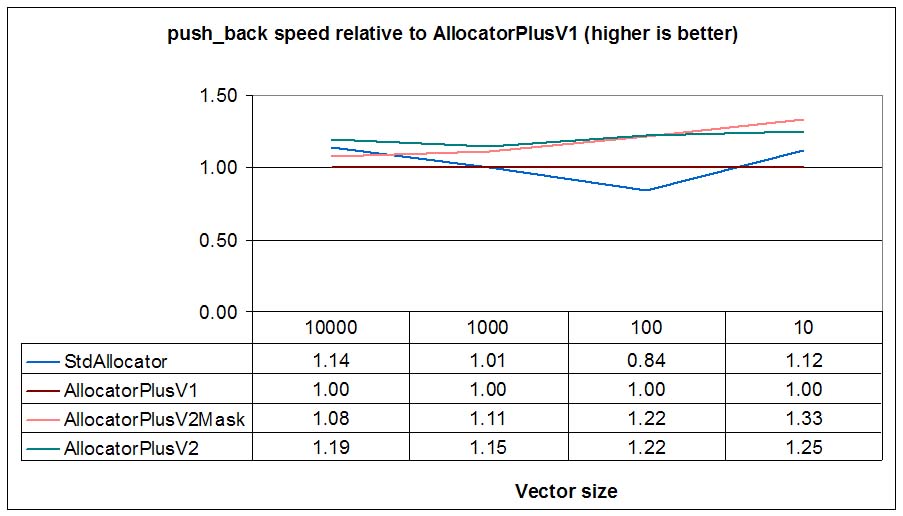 push_back speed relative to AllocatorPlusV1 (higher is better)
1.50
1.00
0.50
0.00
10000 1000 100 10
StdAllocator 1.14 1.01 0.84 1.12
AllocatorPlusV1 1.00 1.00 1.00 1.00
AllocatorPlusV2Mask 1.08 1.11 1.22 1.33
AllocatorPlusV2 1.19 1.15 1.22 1.25
Vector size